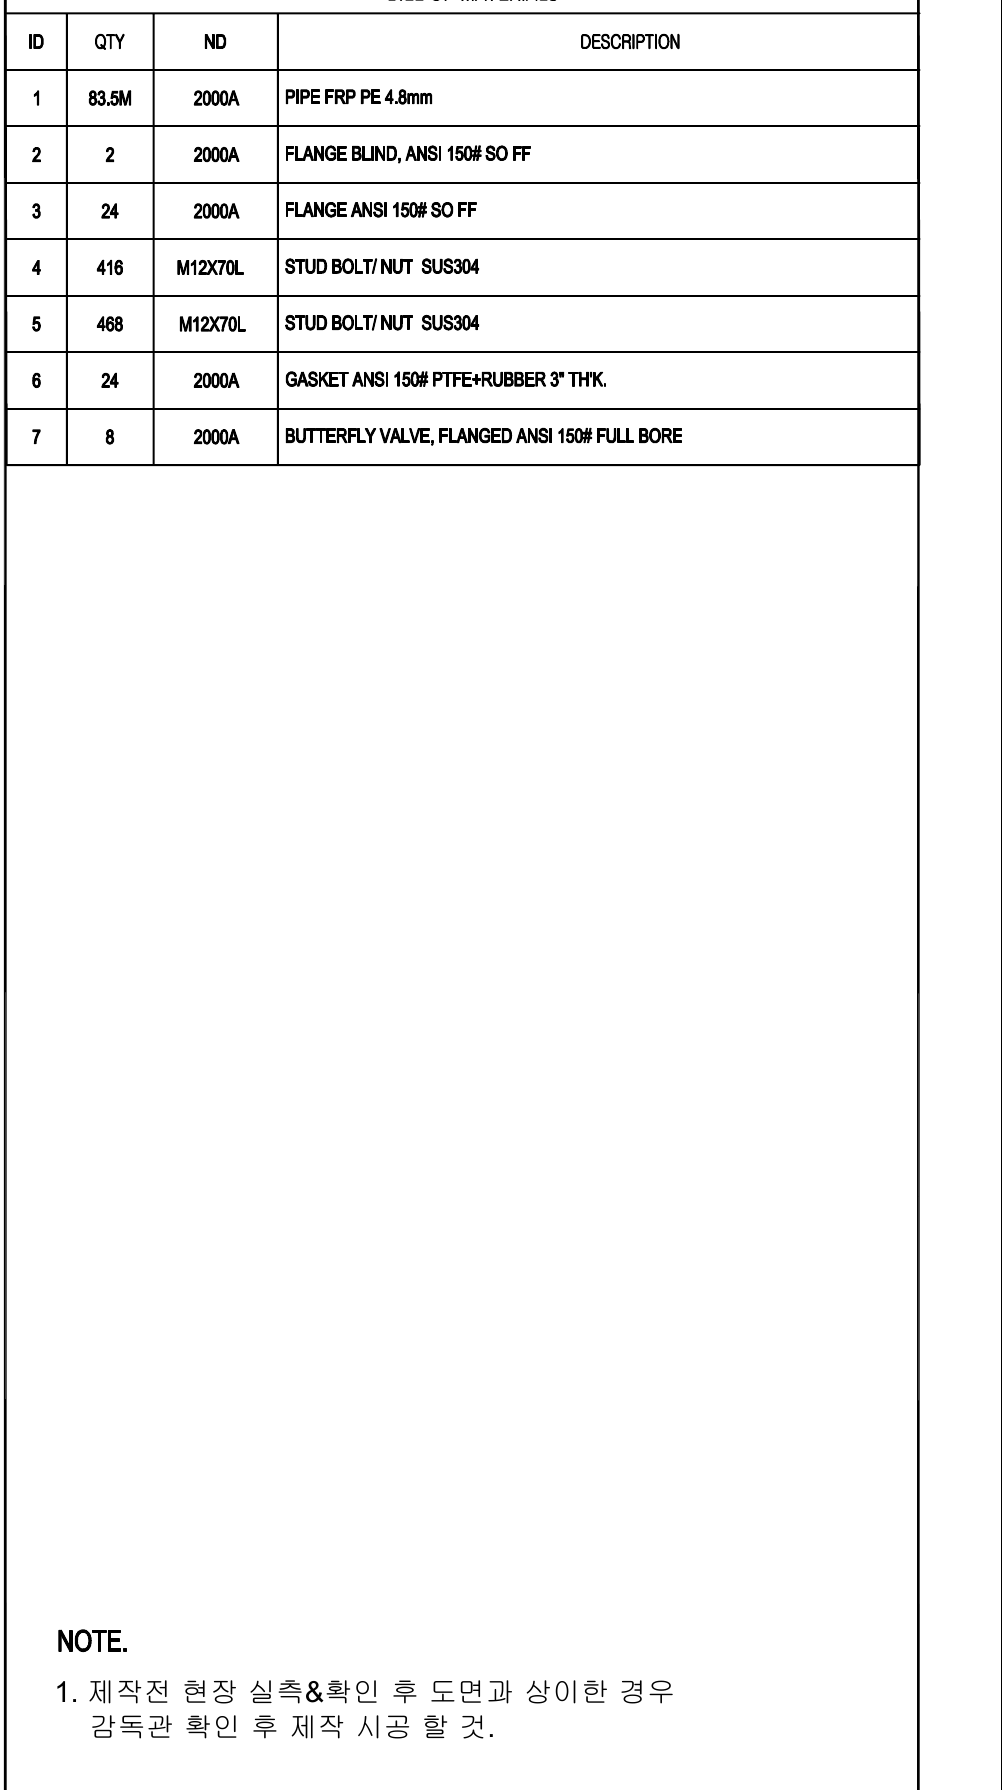 ID QTY ND DESCRIPTION
1 83.5M 2000A PIPE FRP PE 4.8mm
2 2 2000A FLANGE BLIND, ANSI 150# SO FF
3 24 2000A FLANGE ANSI 150# SO FF
4 416 M12X70L STUD BOLT/ NUT SUS304
5 468 M12X70L STUD BOLT/ NUT SUS304
6 24 2000A GASKET ANSI 150# PTFE+RUBBER 3" TH'K.
7 8 2000A BUTTERFLY VALVE, FLANGED ANSI 150# FULL BORE
NOTE.
1. 제작전 현장 실측&확인 후 도면과 상이한 경우
감독관 확인 후 제작 시공 할 것.